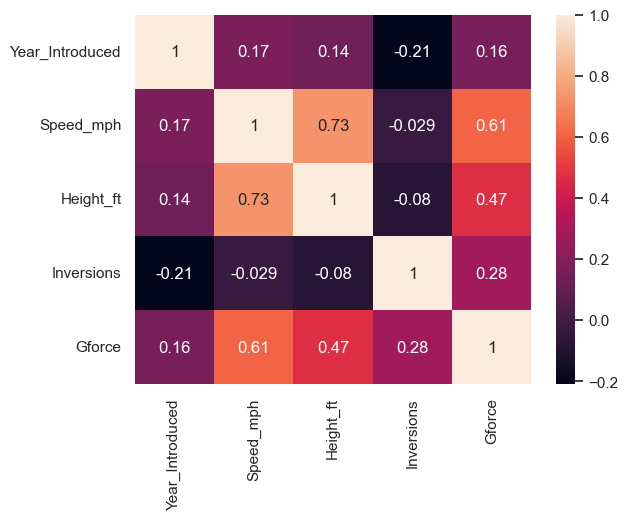 Year_Introduced 1 0.17 0.14 -0.21 0.16
Speed_mph 0.17 1 0.73 -0.029 0.61
Height_ft 0.14 0.73 1 -0.08 0.47
Inversions -0.21 -0.029 -0.08 1 0.28
Gforce 0.16 0.61 0.47 0.28 1
Year_Introduced
Speed_mph
Height_ft
Inversions
Gforce
1.0
0.8
0.6
0.4
0.2
0.0
−0.2